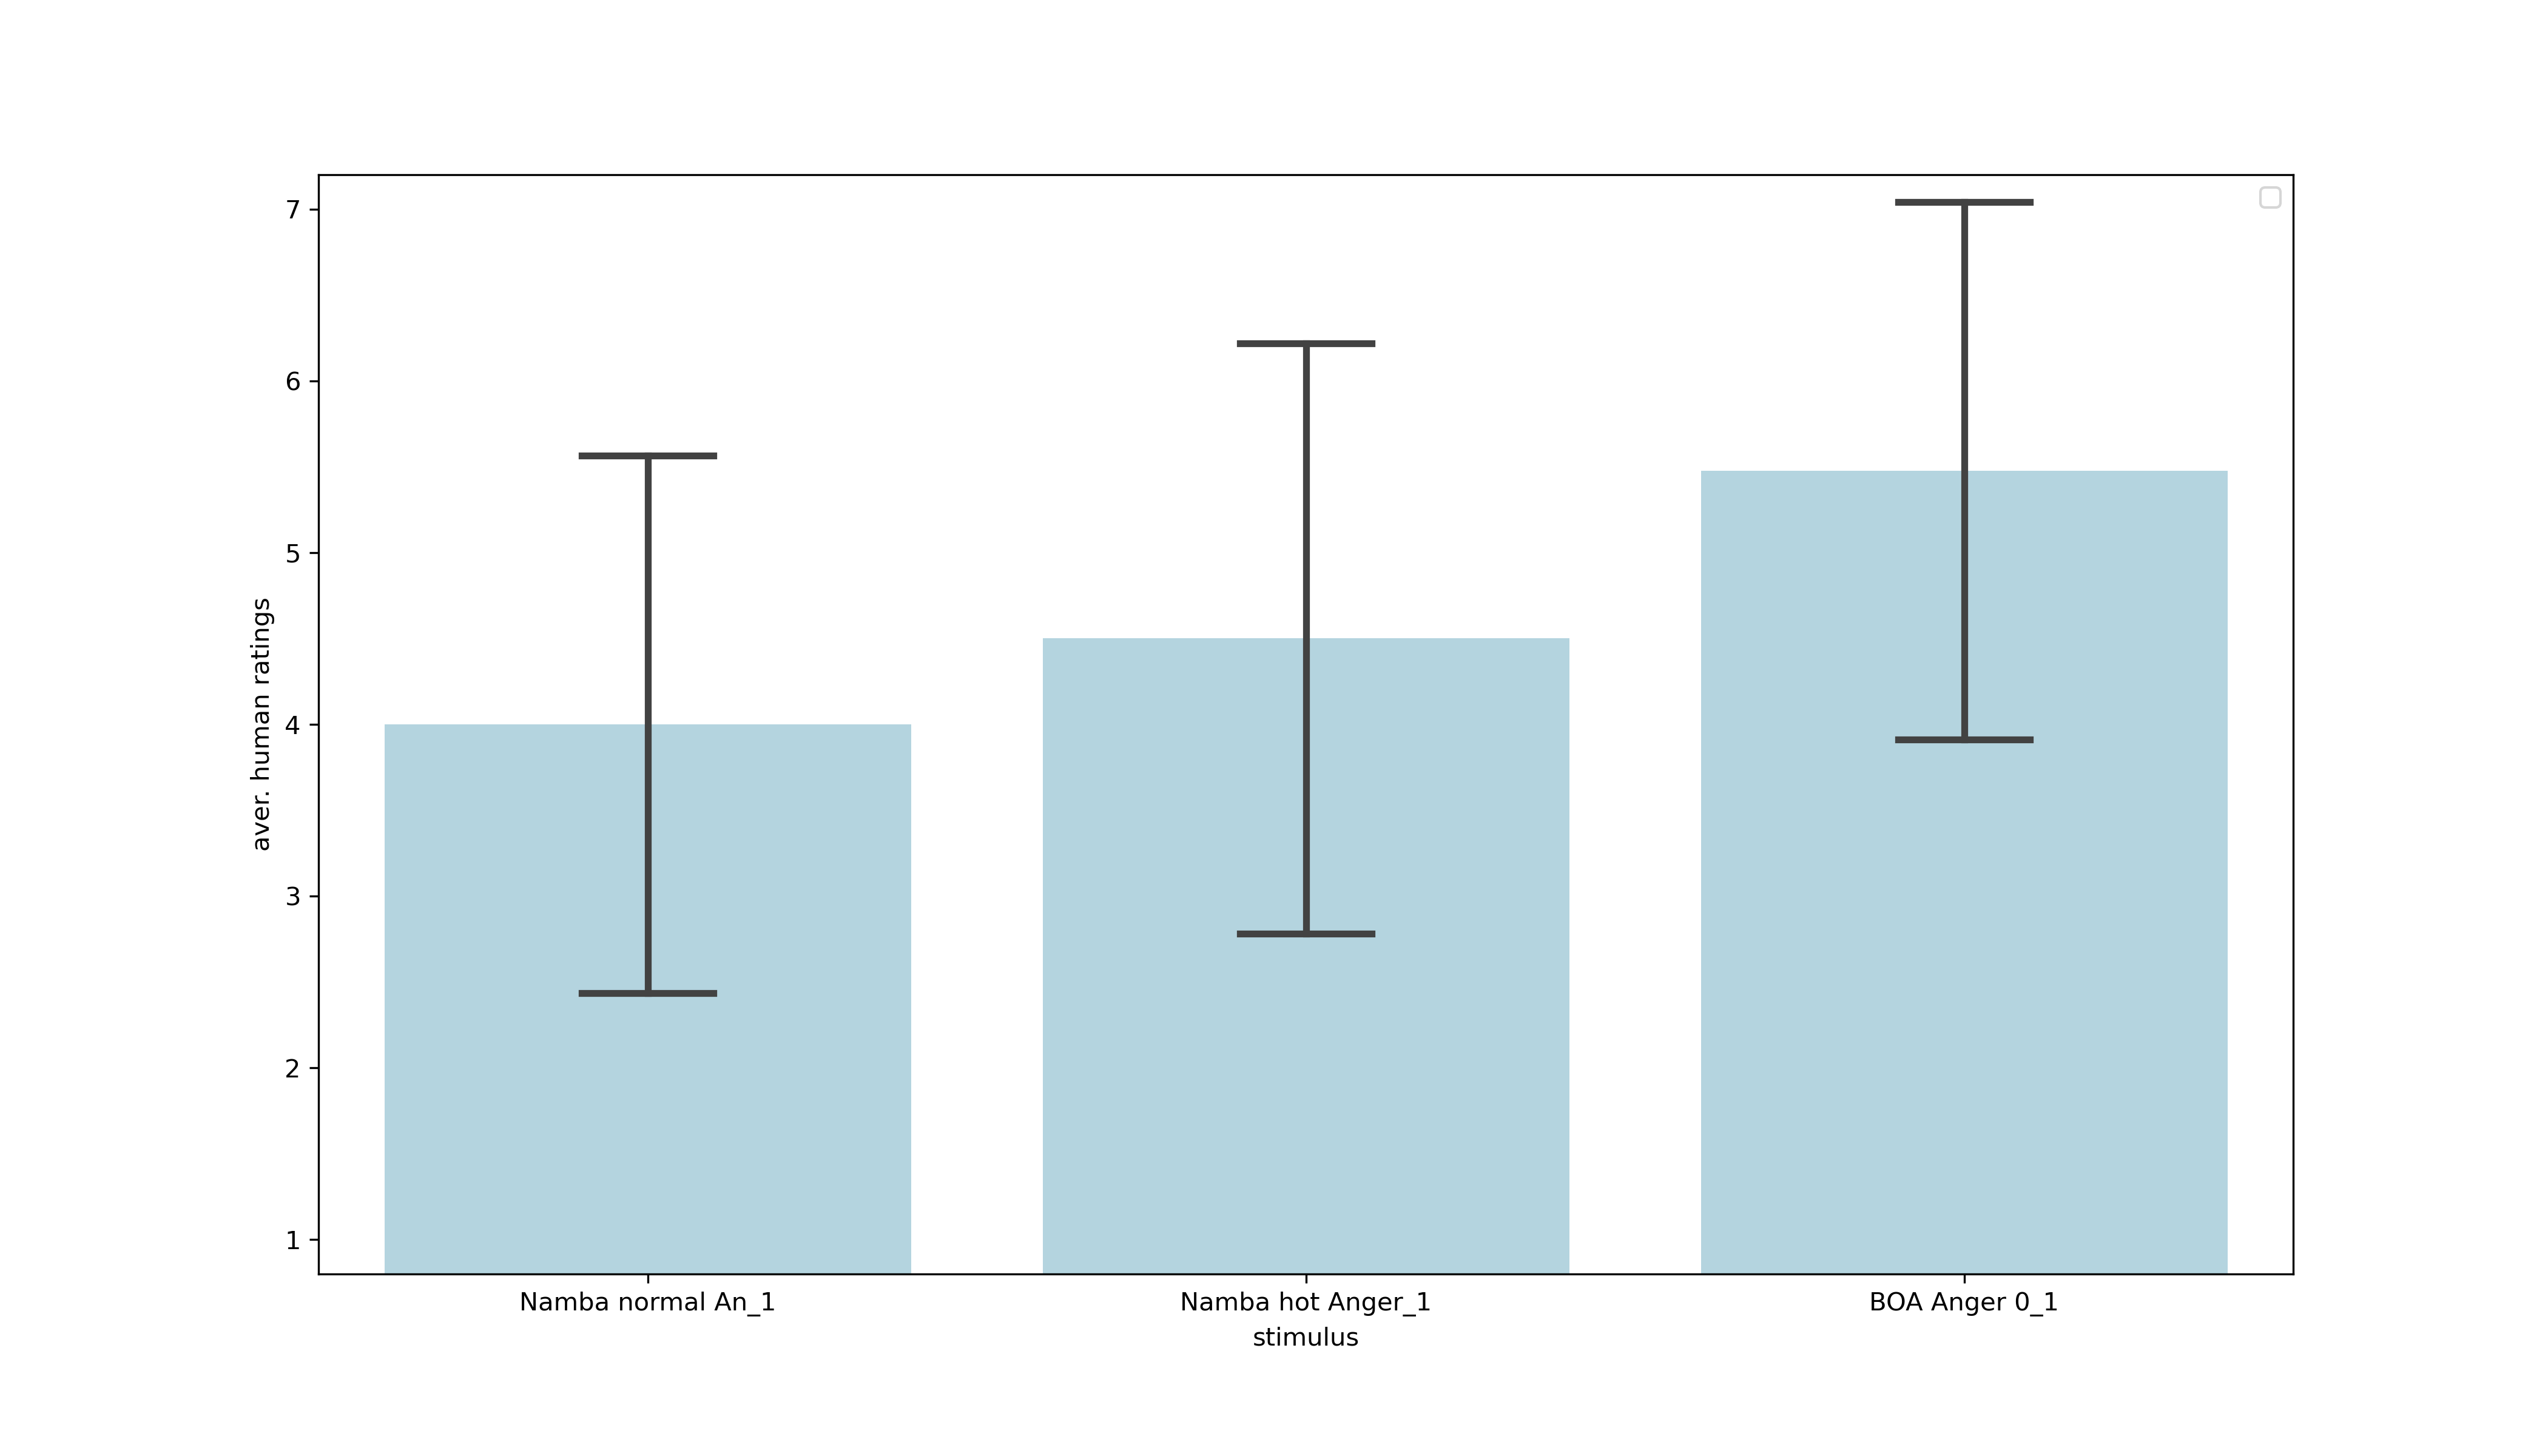 7
6
5
4
3
2
1
aver. human ratings
Namba normal An_1
Namba hot Anger_1
BOA Anger 0_1
stimulus